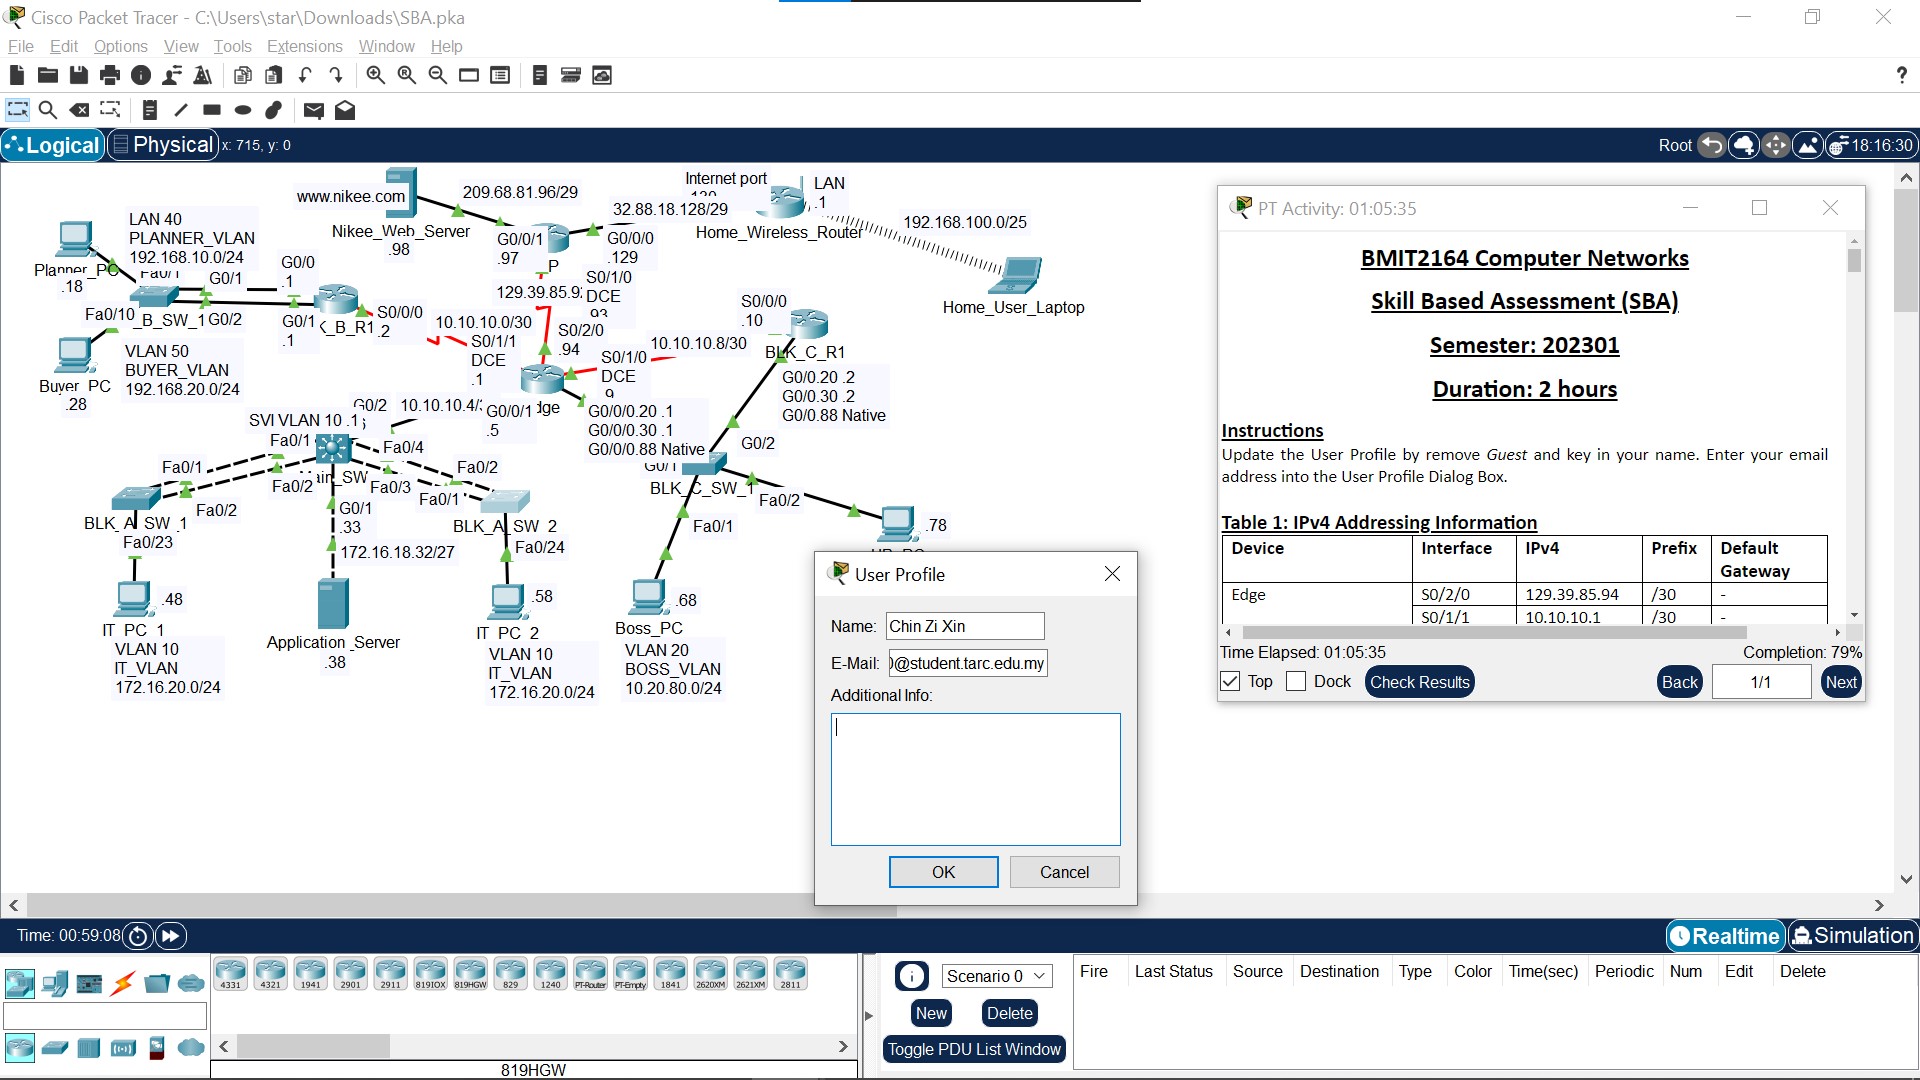 Cisco Packet Tracer - C:\Users\star\Downloads\SBA.pka
File Edit Options View Tools Extensions Window Help
?
Logical Physical x: 715, y: 0
Root 18:16:30
www.nikee.com
209.68.81.96/29
Nikee_Web_Server
.98
Internet port
LAN
.1
32.88.18.128/29
Home_Wireless_Router
192.168.100.0/25
Home_User_Laptop
LAN 40
PLANNER_VLAN
192.168.10.0/24
Planner_PC
.18
G0/0/1
.97
G0/0/0
.129
S0/1/0
DCE
G0/0
.1
G0/1
Fa0/10
_B_SW_1
G0/2
G0/1
.1
K_B_R1
S0/0/0
.2
10.10.10.0/30
S0/1/1
DCE
.1
S0/2/0
.94
S0/1/0
DCE
10.10.10.8/30
S0/0/0
.10
BLK_C_R1
G0/0.20 .2
G0/0.30 .2
G0/0.88 Native
VLAN 50
BUYER_VLAN
192.168.20.0/24
Buyer_PC
.28
G0/0/1
.5
G0/0/0.20 .1
G0/0/0.30 .1
G0/0/0.88 Native
G0/2
SVI VLAN 10 .1
G0/2
Fa0/1
Fa0/4
Fa0/1
Fa0/2
Fa0/2
Fa0/3
Fa0/1
BLK_A_SW_1
Fa0/2
Fa0/23
G0/1
.33
172.16.18.32/27
BLK_A_SW_2
Fa0/24
BLK_C_SW_1
Fa0/2
Fa0/1
.78
.48
IT_PC_1
VLAN 10
IT_VLAN
172.16.20.0/24
Application _Server
.38
.58
IT_PC_2
VLAN 10
IT_VLAN
172.16.20.0/24
.68
Boss_PC
VLAN 20
BOSS_VLAN
10.20.80.0/24
User Profile
Name: Chin Zi Xin
E-Mail: @student.tarc.edu.my
Additional Info:
OK Cancel
PT Activity: 01:05:35
BMIT2164 Computer Networks
Skill Based Assessment (SBA)
Semester: 202301
Duration: 2 hours
Instructions
Update the User Profile by remove Guest and key in your name. Enter your email
address into the User Profile Dialog Box.
Table 1: IPv4 Addressing Information
Device Interface IPv4 Prefix Default Gateway
Edge S0/2/0 129.39.85.94 /30 -
S0/1/1 10.10.10.1 /30 -
Time Elapsed: 01:05:35 Completion: 79%
Top Dock Check Results Back 1/1 Next
Time: 00:59:08
Realtime Simulation
4331 4321 1941 2901 2911 819IOX 819HGW 829 1240 PT-Router PT-Empty 1841 2620XM 2621XM 2811
819HGW
Scenario 0
New Delete
Toggle PDU List Window
Fire Last Status Source Destination Type Color Time(sec) Periodic Num Edit Delete